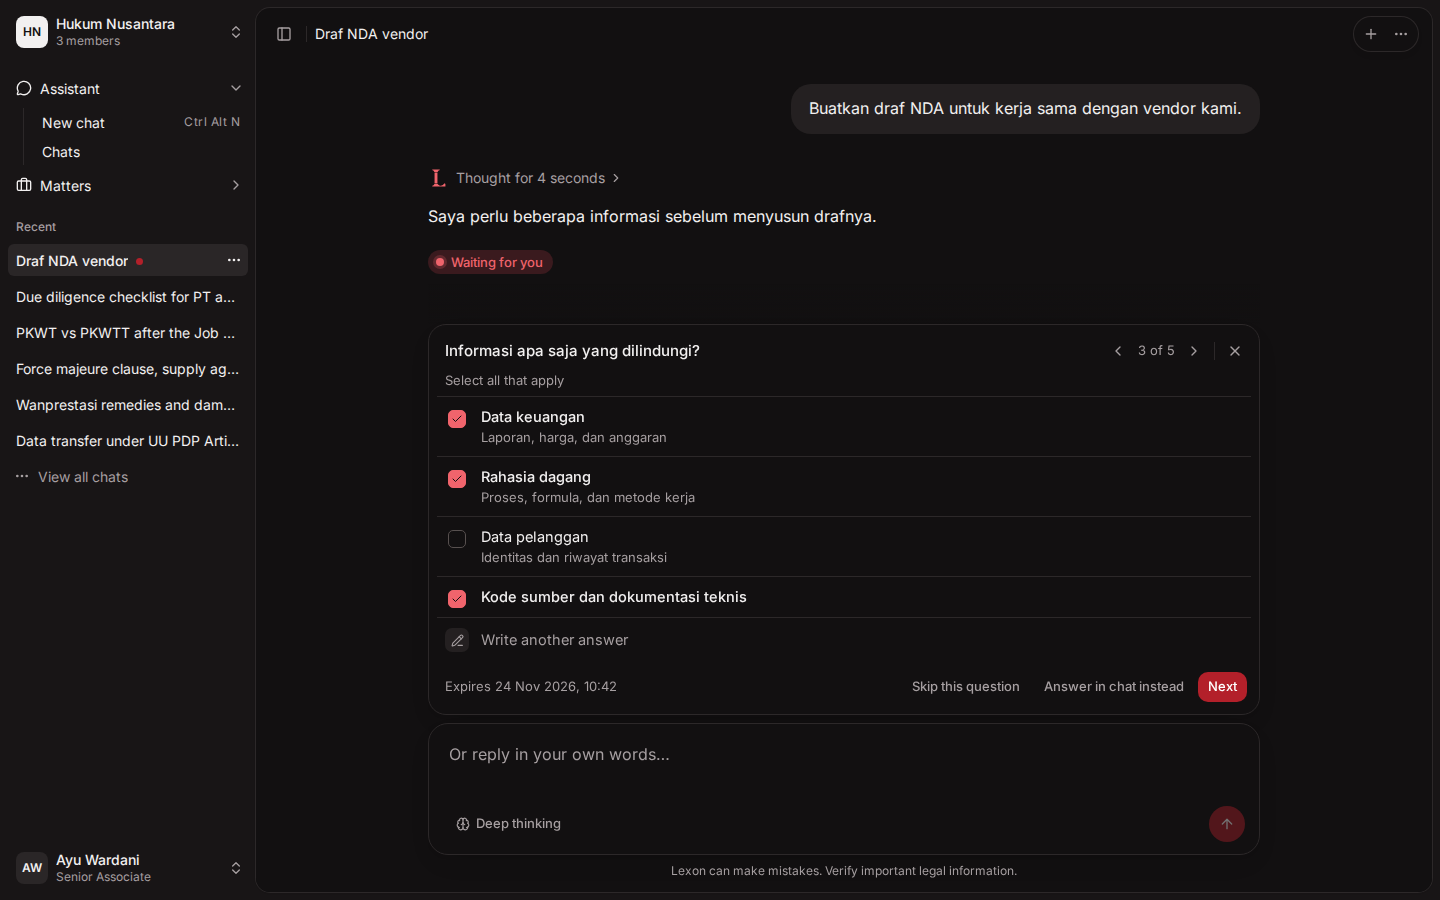 HN
Hukum Nusantara
3 members
Assistant
New chat
Ctrl Alt N
Chats
Matters
Recent
Draf NDA vendor
Due diligence checklist for PT a...
PKWT vs PKWTT after the Job ...
Force majeure clause, supply ag...
Wanprestasi remedies and dam...
Data transfer under UU PDP Arti...
View all chats
AW
Ayu Wardani
Senior Associate
Draf NDA vendor
Buatkan draf NDA untuk kerja sama dengan vendor kami.
L Thought for 4 seconds
Saya perlu beberapa informasi sebelum menyusun drafnya.
Waiting for you
Informasi apa saja yang dilindungi?
3 of 5
Select all that apply
Data keuangan
Laporan, harga, dan anggaran
Rahasia dagang
Proses, formula, dan metode kerja
Data pelanggan
Identitas dan riwayat transaksi
Kode sumber dan dokumentasi teknis
Write another answer
Expires 24 Nov 2026, 10:42
Skip this question
Answer in chat instead
Next
Or reply in your own words...
Deep thinking
Lexon can make mistakes. Verify important legal information.